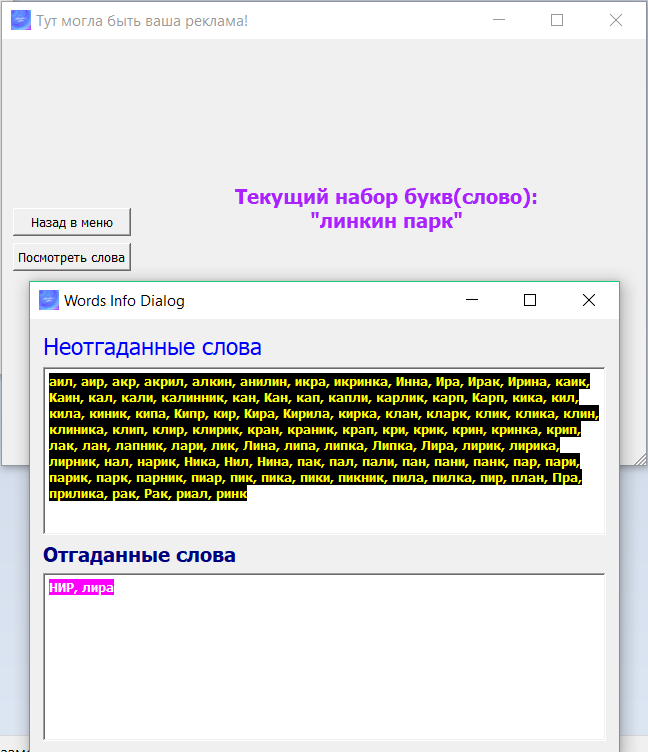 Тут могла быть ваша реклама!
Текущий набор букв(слово):
"линкин парк"
Назад в меню
Посмотреть слова
Words Info Dialog
Неотгаданные слова
аил, аир, акр, акрил, алкин, анилин, икра, икринка, Инна, Ира, Ирак, Ирина, каик,
Каин, кал, кали, калинник, кан, Кан, кап, капли, карлик, карп, Карп, кика, кил,
кила, киник, кипа, Кипр, кир, Кира, Кирила, кирка, клан, кларк, клик, клика, клин,
клиника, клип, клир, клирик, кран, краник, крап, кри, крик, крин, кринка, крип,
лак, лан, лапник, лари, лик, Лина, липа, липка, Липка, Лира, лирик, лирика,
лирник, нал, нарик, Ника, Нил, Нина, пак, пал, пали, пан, пани, панк, пар, пари,
парик, парк, парник, пиар, пик, пика, пики, пикник, пила, пилка, пир, план, Пра,
прилика, рак, Рак, риал, ринк
Отгаданные слова
НИР, лира